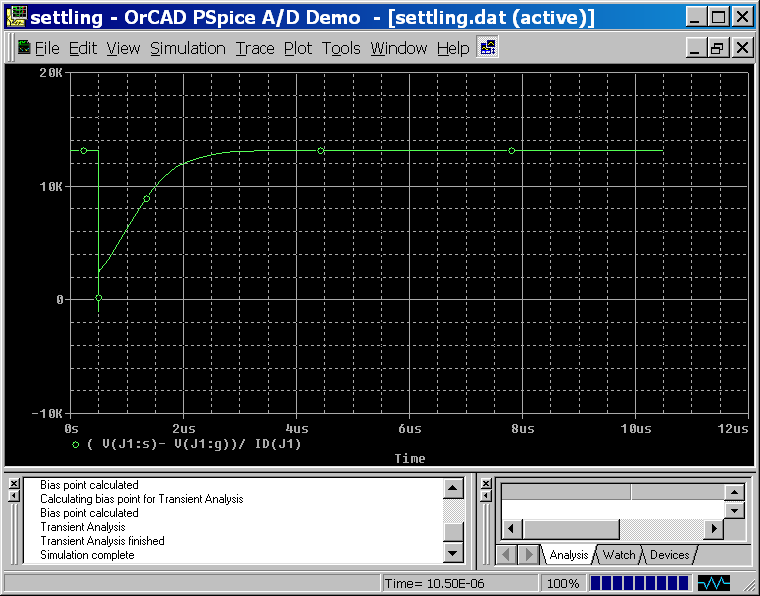 settling - OrCAD PSpice A/D Demo - [settling.dat (active)]
File Edit View Simulation Trace Plot Tools Window Help
20K
10K
0
-10K
0s 2us 4us 6us 8us 10us 12us
( V(J1:s)- V(J1:g))/ ID(J1)
Time
Bias point calculated
Calculating bias point for Transient Analysis
Bias point calculated
Transient Analysis
Transient Analysis finished
Simulation complete
Analysis Watch Devices
Time= 10.50E-06 100%